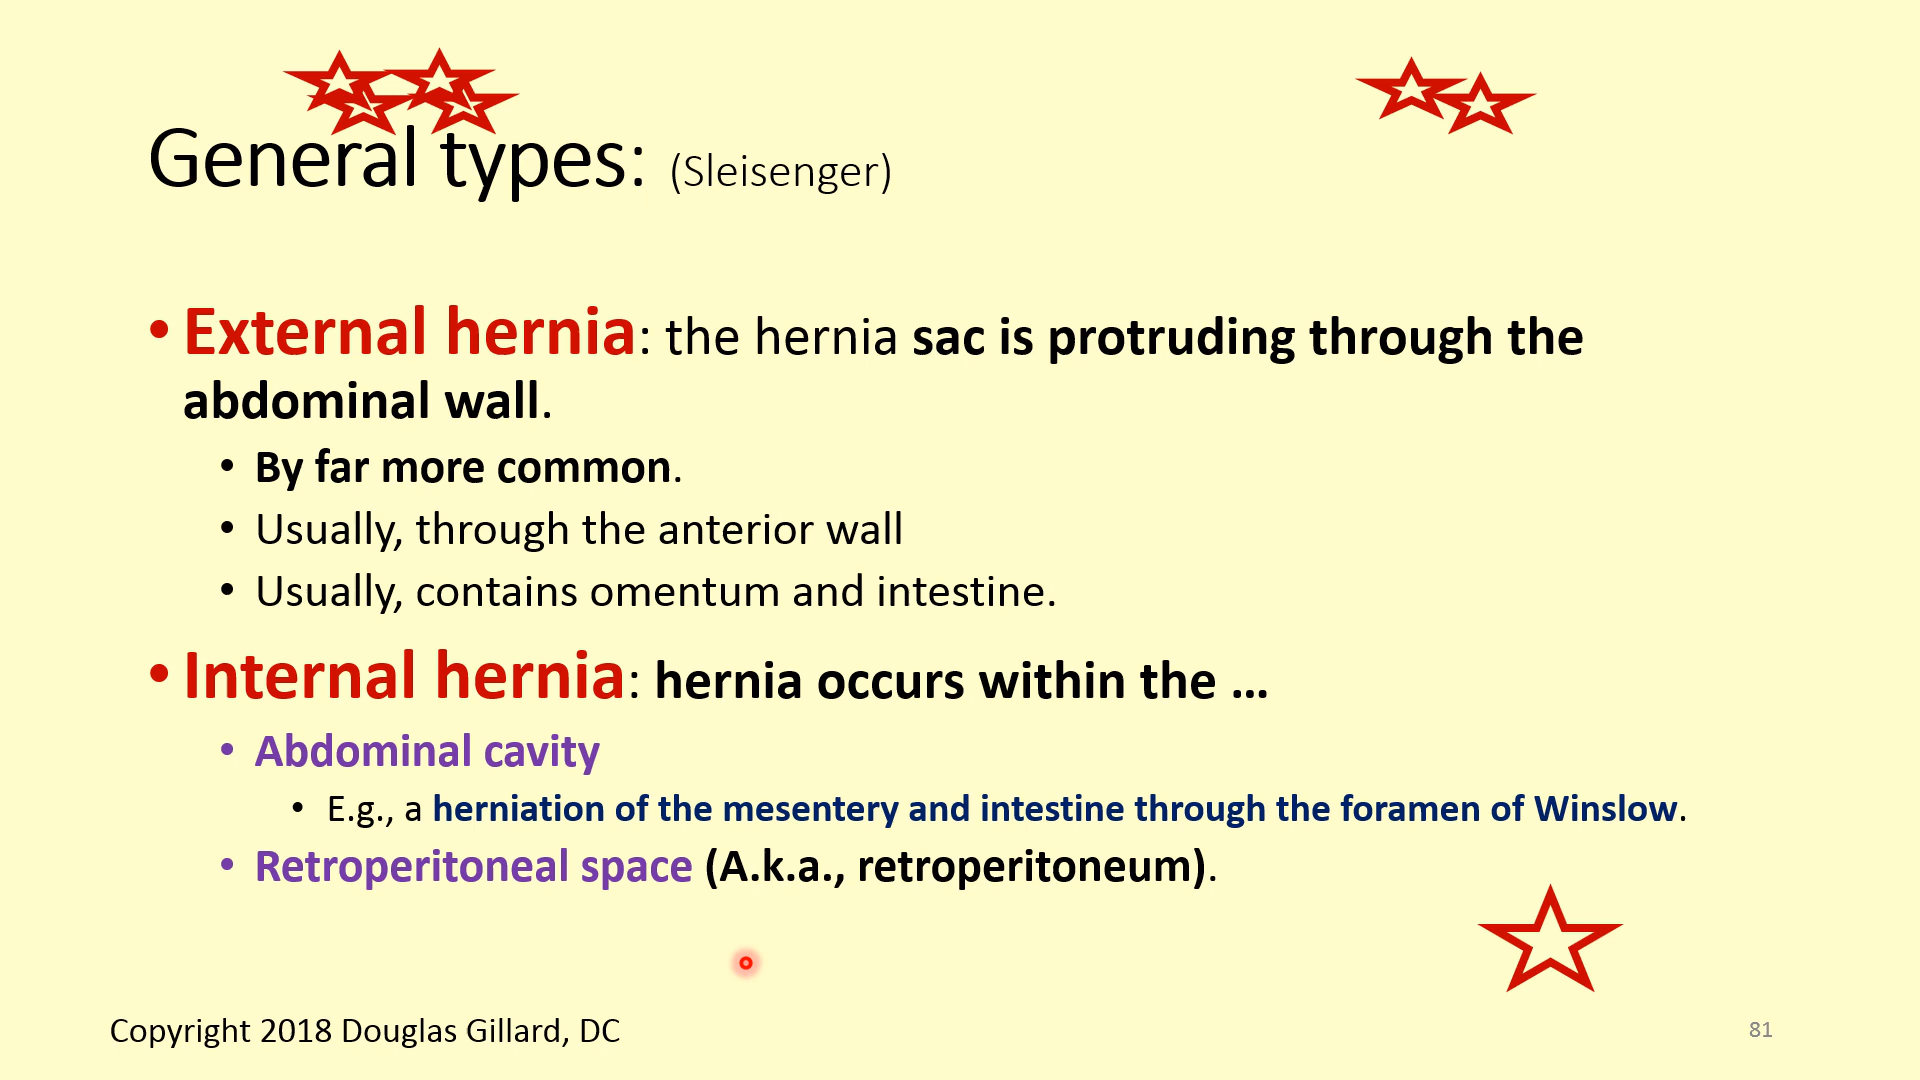 General types: (Sleisenger)
• External hernia: the hernia sac is protruding through the
abdominal wall.
• By far more common.
• Usually, through the anterior wall
• Usually, contains omentum and intestine.
• Internal hernia: hernia occurs within the ...
• Abdominal cavity
• E.g., a herniation of the mesentery and intestine through the foramen of Winslow.
• Retroperitoneal space (A.k.a., retroperitoneum).
Copyright 2018 Douglas Gillard, DC
81